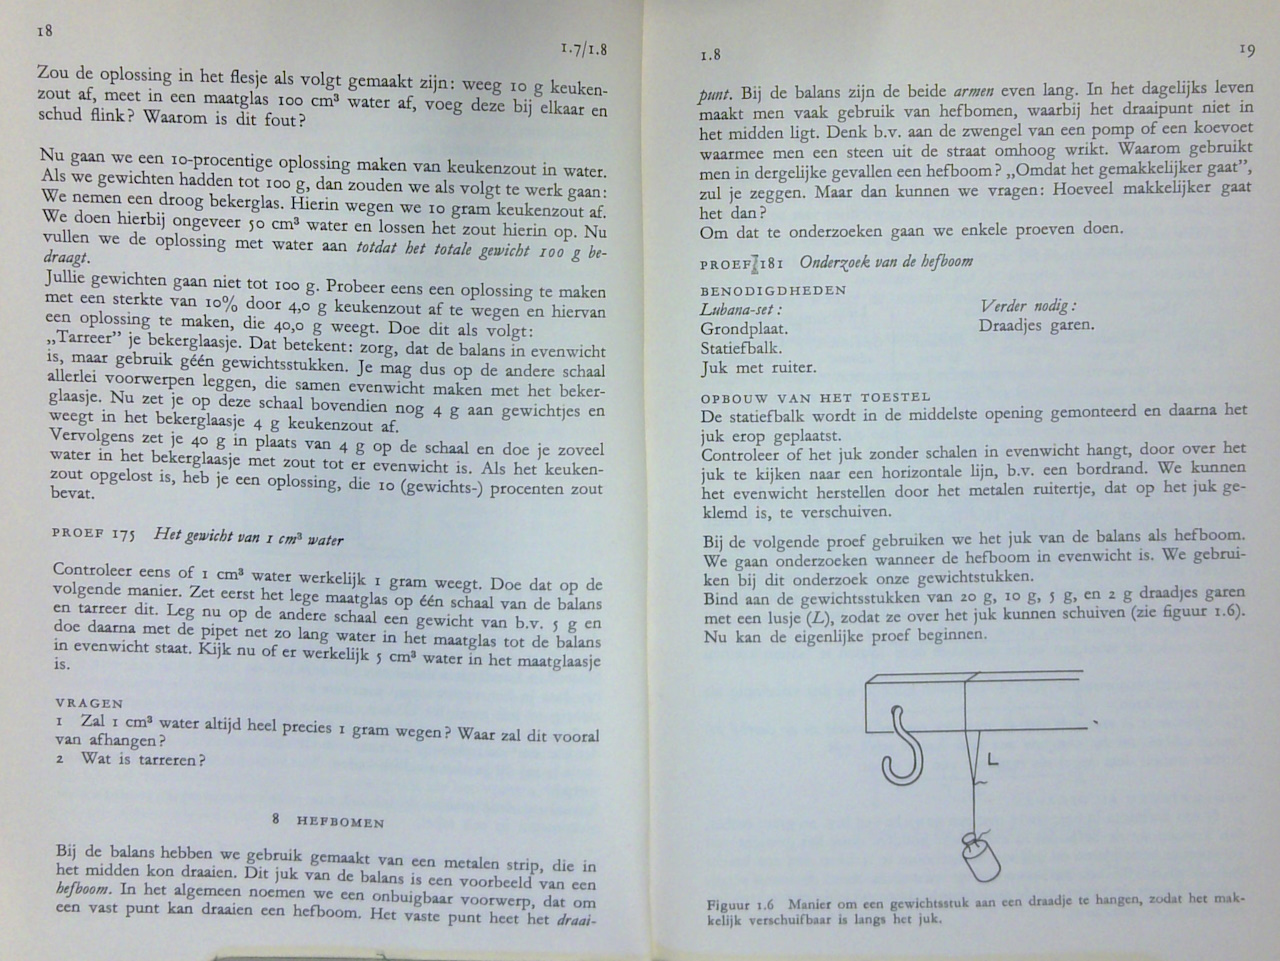 18
1.7/1.8
Zou de oplossing in het flesje als volgt gemaakt zijn: weeg 10 g keuken-
zout af, meet in een maatglas 100 cm³ water af, voeg deze bij elkaar en
schud flink? Waarom is dit fout?
Nu gaan we een 10-procentige oplossing maken van keukenzout in water.
Als we gewichten hadden tot 100 g, dan zouden we als volgt te werk gaan:
We nemen een droog bekerglas. Hierin wegen we 10 gram keukenzout af.
We doen hierbij ongeveer 50 cm³ water en lossen het zout hierin op. Nu
vullen we de oplossing met water aan totdat het totale gewicht 100 g be-
draagt.
Jullie gewichten gaan niet tot 100 g. Probeer eens een oplossing te maken
met een sterkte van 10% door 4,0 g keukenzout af te wegen en hiervan
een oplossing te maken, die 40,0 g weegt. Doe dit als volgt:
„Tarreer” je bekerglaasje. Dat betekent: zorg, dat de balans in evenwicht
is, maar gebruik géén gewichtsstukken. Je mag dus op de andere schaal
allerlei voorwerpen leggen, die samen evenwicht maken met het beker-
glaasje. Nu zet je op deze schaal bovendien nog 4 g aan gewichtjes en
weegt in het bekerglaasje 4 g keukenzout af.
Vervolgens zet je 40 g in plaats van 4 g op de schaal en doe je zoveel
water in het bekerglaasje met zout tot er evenwicht is. Als het keuken-
zout opgelost is, heb je een oplossing, die 10 (gewichts-) procenten zout
bevat.
PROEF 175 Het gewicht van 1 cm³ water
Controleer eens of 1 cm³ water werkelijk 1 gram weegt. Doe dat op de
volgende manier. Zet eerst het lege maatglas op één schaal van de balans
en tarreer dit. Leg nu op de andere schaal een gewicht van b.v. 5 g en
doe daarna met de pipet net zo lang water in het maatglas tot de balans
in evenwicht staat. Kijk nu of er werkelijk 5 cm³ water in het maatglaasje
is.
VRAGEN
1 Zal 1 cm³ water altijd heel precies 1 gram wegen? Waar zal dit vooral
van afhangen?
2 Wat is tarreren?
8 HEFBOMEN
Bij de balans hebben we gebruik gemaakt van een metalen strip, die in
het midden kon draaien. Dit juk van de balans is een voorbeeld van een
hefboom. In het algemeen noemen we een onbuigbaar voorwerp, dat om
een vast punt kan draaien een hefboom. Het vaste punt heet het draai-
1.8
19
punt. Bij de balans zijn de beide armen even lang. In het dagelijks leven
maakt men vaak gebruik van hefbomen, waarbij het draaipunt niet in
het midden ligt. Denk b.v. aan de zwengel van een pomp of een koevoet
waarmee men een steen uit de straat omhoog wrikt. Waarom gebruikt
men in dergelijke gevallen een hefboom? „Omdat het gemakkelijker gaat”,
zul je zeggen. Maar dan kunnen we vragen: Hoeveel makkelijker gaat
het dan?
Om dat te onderzoeken gaan we enkele proeven doen.
PROEF 181 Onderzoek van de hefboom
BENODIGDHEDEN
Lubana-set:
Grondplaat.
Statiefbalk.
Juk met ruiter.
Verder nodig:
Draadjes garen.
OPBOUW VAN HET TOESTEL
De statiefbalk wordt in de middelste opening gemonteerd en daarna het
juk erop geplaatst.
Controleer of het juk zonder schalen in evenwicht hangt, door over het
juk te kijken naar een horizontale lijn, b.v. een bordrand. We kunnen
het evenwicht herstellen door het metalen ruitertje, dat op het juk ge-
klemd is, te verschuiven.
Bij de volgende proef gebruiken we het juk van de balans als hefboom.
We gaan onderzoeken wanneer de hefboom in evenwicht is. We gebrui-
ken bij dit onderzoek onze gewichtstukken.
Bind aan de gewichtsstukken van 20 g, 10 g, 5 g, en 2 g draadjes garen
met een lusje (L), zodat ze over het juk kunnen schuiven (zie figuur 1.6).
Nu kan de eigenlijke proef beginnen.
L
Figuur 1.6 Manier om een gewichtsstuk aan een draadje te hangen, zodat het mak-
kelijk verschuifbaar is langs het juk.